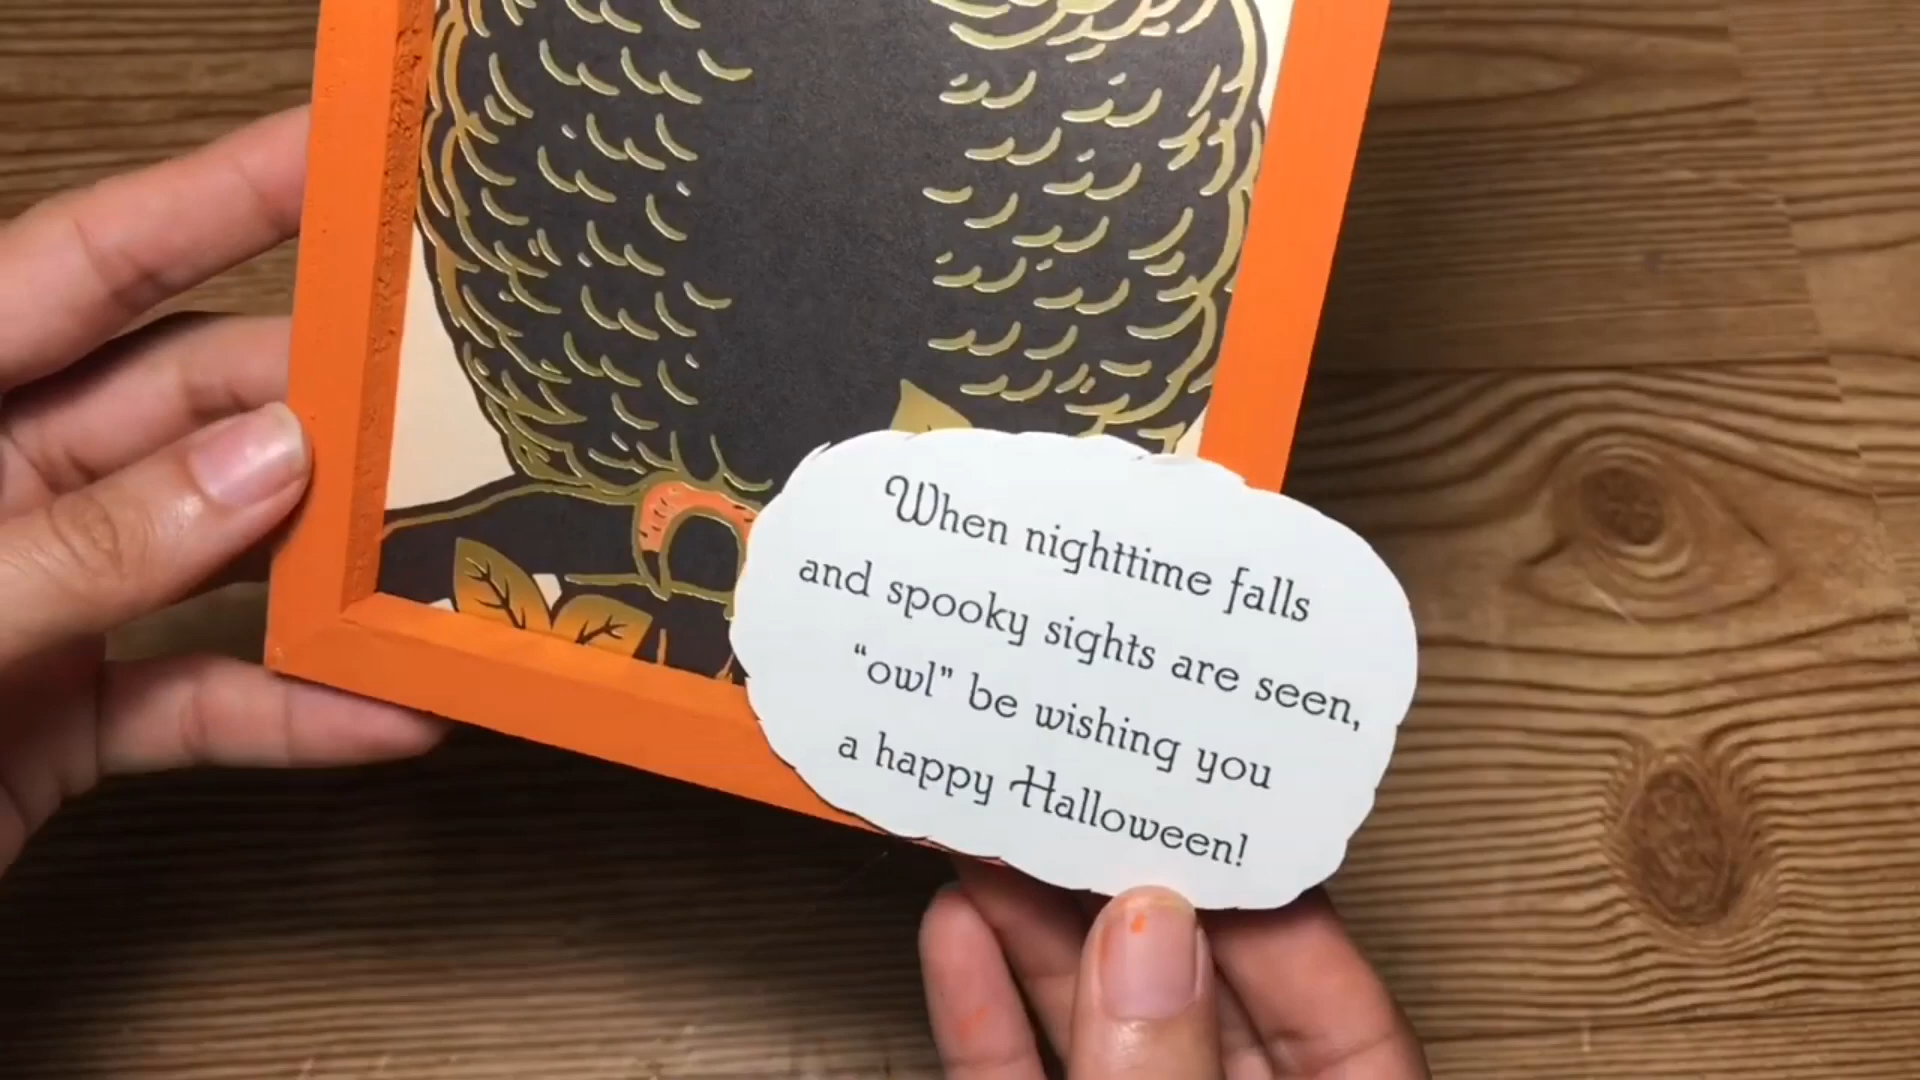 When nighttime falls
and spooky sights are seen,
“owl” be wishing you
a happy Halloween!